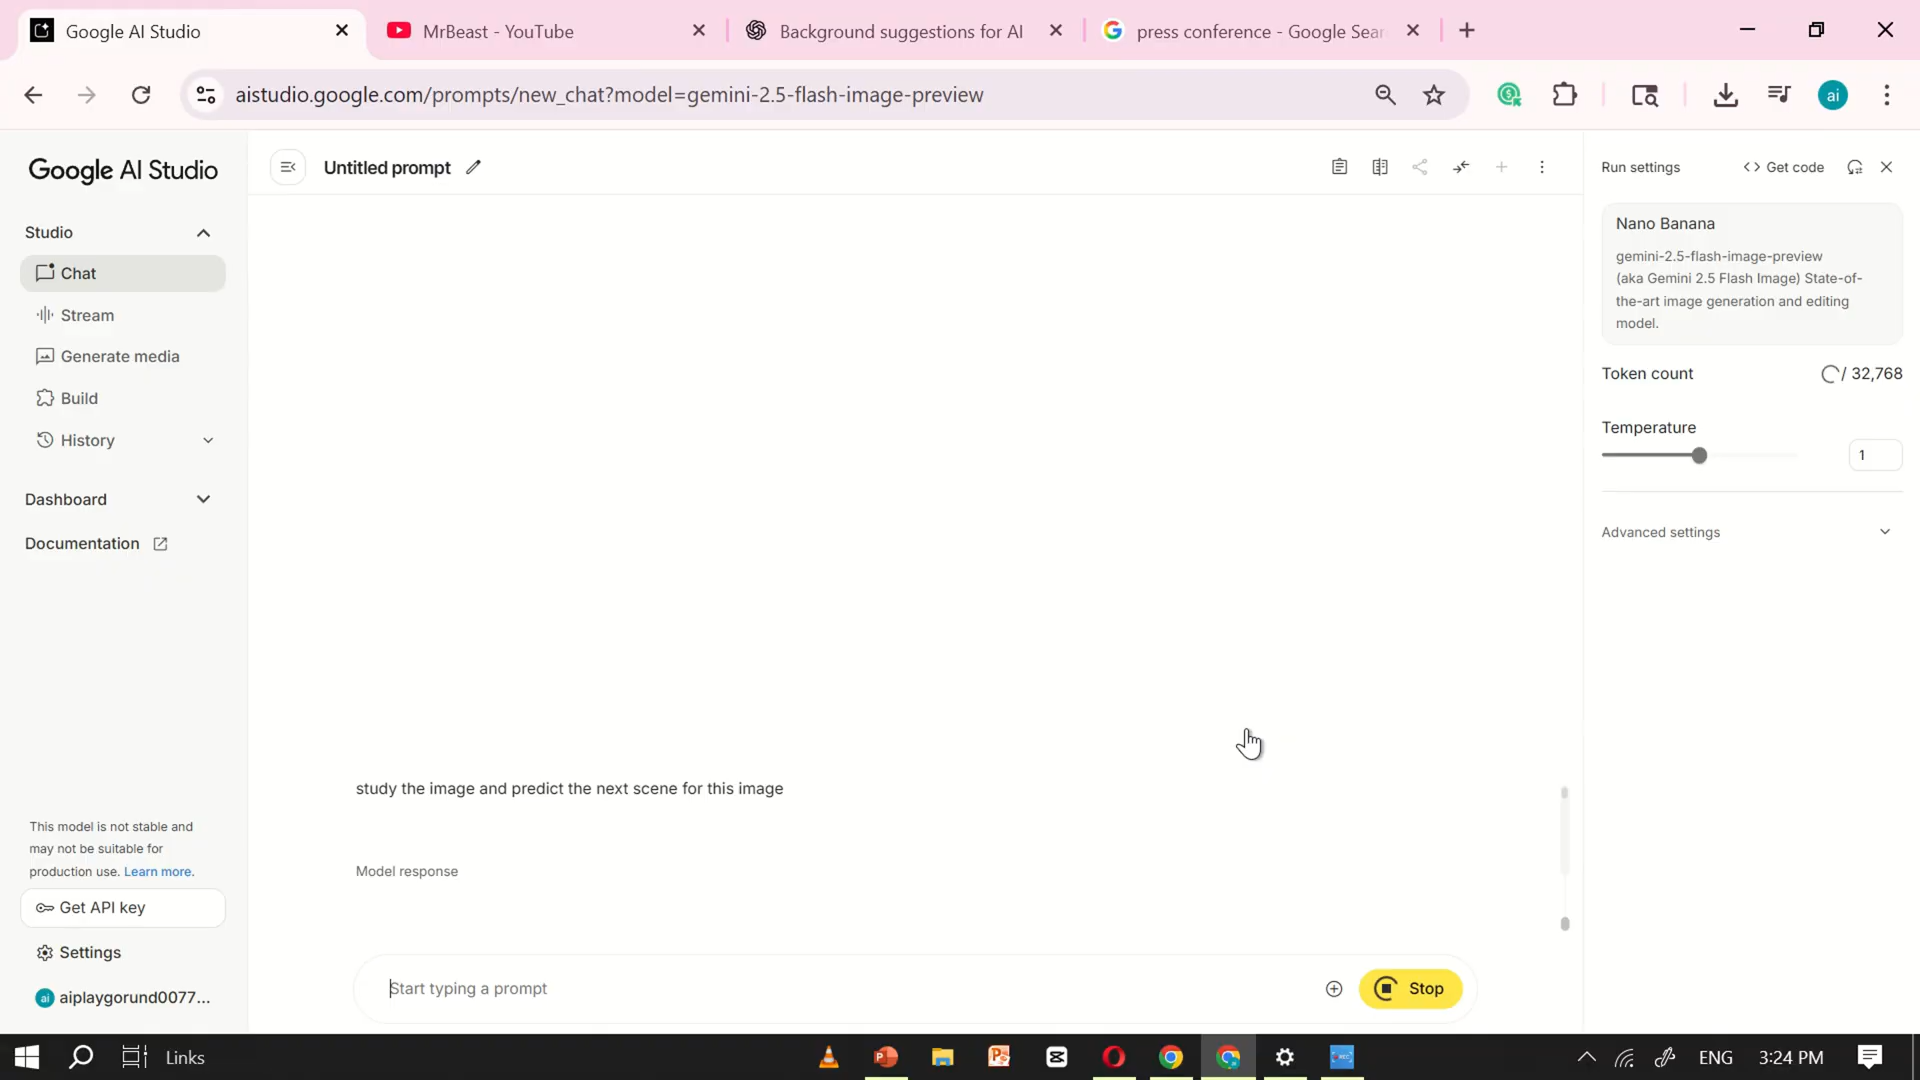 Google AI Studio
MrBeast - YouTube
Background suggestions for AI
press conference - Google Sear
aistudio.google.com/prompts/new_chat?model=gemini-2.5-flash-image-preview
ai
Google AI Studio
Untitled prompt
Run settings
Get code
Studio
Chat
Stream
Generate media
Build
History
Dashboard
Documentation
Nano Banana
gemini-2.5-flash-image-preview
(aka Gemini 2.5 Flash Image) State-of-
the-art image generation and editing
model.
Token count
/ 32,768
Temperature
1
Advanced settings
study the image and predict the next scene for this image
Model response
This model is not stable and
may not be suitable for
production use. Learn more.
Get API key
Settings
ai aiplaygorund0077...
Start typing a prompt
Stop
Links
ENG
3:24 PM